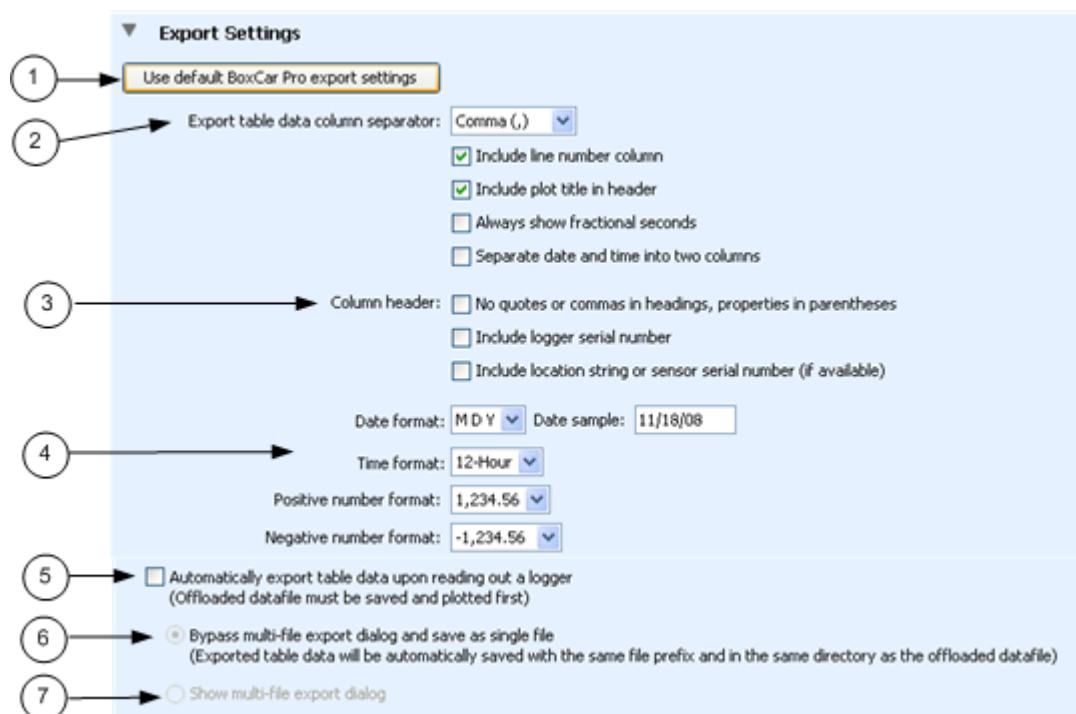 Export Settings
1
Use default BoxCar Pro export settings
2
Export table data column separator: Comma (,)
Include line number column
Include plot title in header
Always show fractional seconds
Separate date and time into two columns
3
Column header: No quotes or commas in headings, properties in parentheses
Include logger serial number
Include location string or sensor serial number (if available)
Date format: M D Y Date sample: 11/18/08
4
Time format: 12-Hour
Positive number format: 1,234.56
Negative number format: -1,234.56
5
Automatically export table data upon reading out a logger
(Offloaded datafile must be saved and plotted first)
6
Bypass multi-file export dialog and save as single file
(Exported table data will be automatically saved with the same file prefix and in the same directory as the offloaded datafile)
7
Show multi-file export dialog